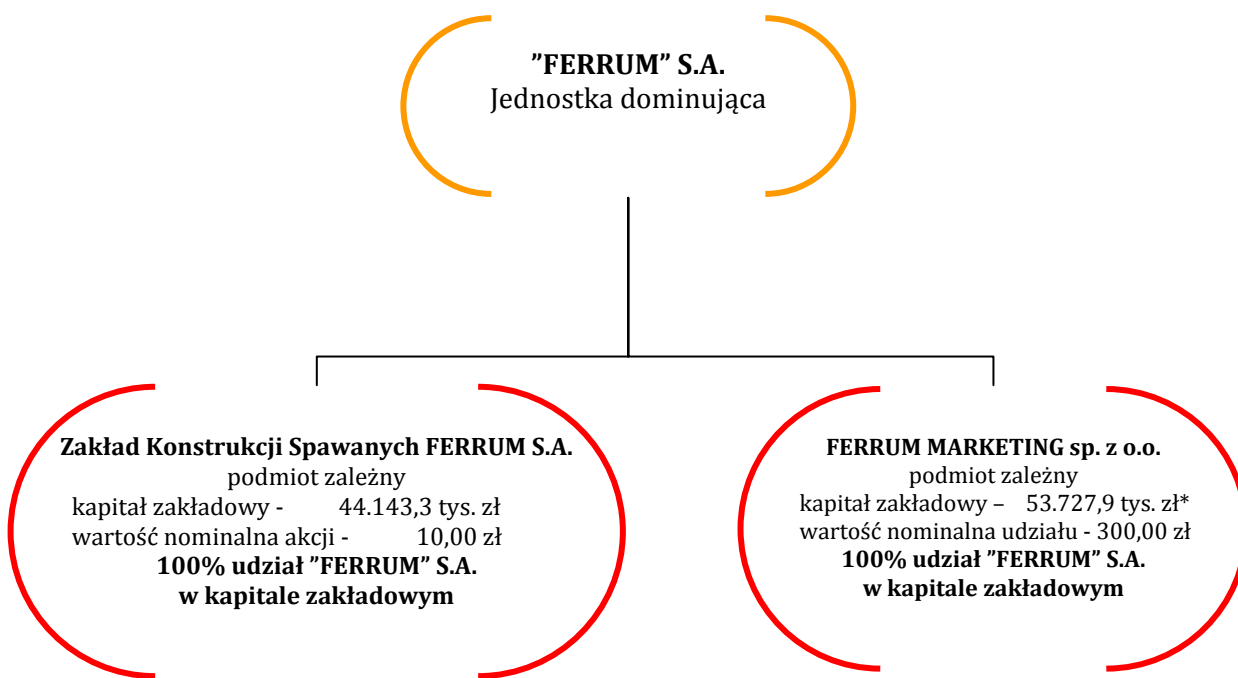 ”FERRUM” S.A.
Jednostka dominująca
Zakład Konstrukcji Spawanych FERRUM S.A.
podmiot zależny
kapitał zakładowy - 44.143,3 tys. zł
wartość nominalna akcji - 10,00 zł
100% udział ”FERRUM” S.A.
w kapitale zakładowym
FERRUM MARKETING sp. z o.o.
podmiot zależny
kapitał zakładowy – 53.727,9 tys. zł*
wartość nominalna udziału - 300,00 zł
100% udział ”FERRUM” S.A.
w kapitale zakładowym